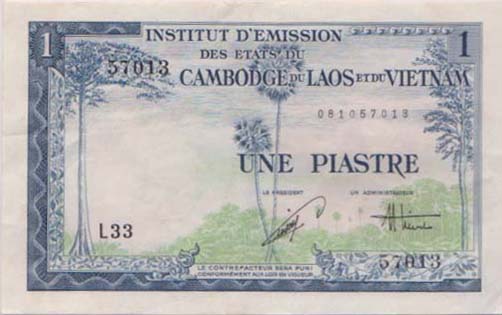 1 INSTITUT D'EMISSION 1
DES ETATS DU
57013
CAMBODGE, DU LAOS ET DU VIETNAM
081057013
UNE PIASTRE
LE PRÉSIDENT UN ADMINISTRATEUR
L33
57013
LE CONTREFACTEUR SERA PUNI
CONFORMÉMENT AUX LOIS EN VIGUEUR